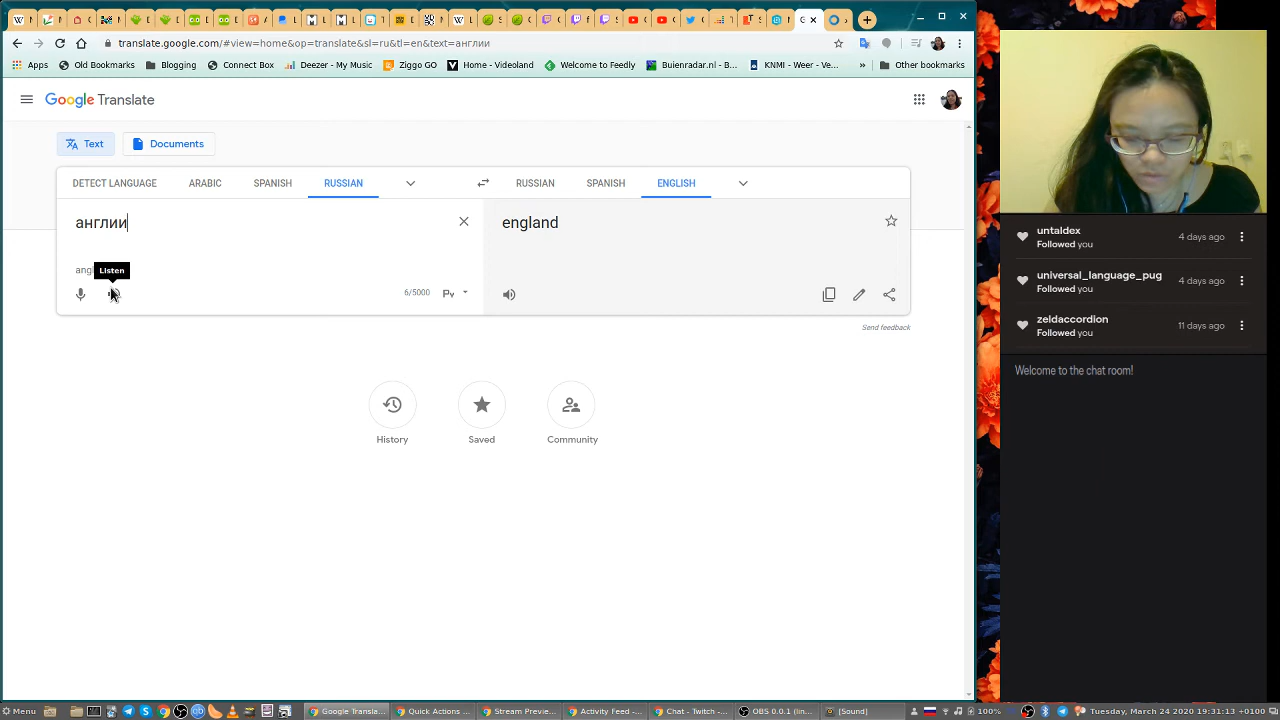 translate.google.com/
iew=home&op=translate&sl=ru&tl=en&text=англии
Apps
Old Bookmarks
Blogging
Connect Box
Deezer - My Music
Ziggo GO
Home - Videoland
Welcome to Feedly
Buienradar.nl - B...
KNMI - Weer - Ve...
»
Other bookmarks
Google Translate
Text
Documents
DETECT LANGUAGE
ARABIC
SPANISH
RUSSIAN
RUSSIAN
SPANISH
ENGLISH
англии
england
Listen
6/5000
Send feedback
History
Saved
Community
untaldex
Followed you
4 days ago
universal_language_pug
Followed you
4 days ago
zeldaccordion
Followed you
11 days ago
Welcome to the chat room!
Menu
Google Transla...
Quick Actions ...
Stream Previe...
Activity Feed -...
Chat - Twitch -...
OBS 0.0.1 (lin...
[Sound]
100%
Tuesday, March 24 2020 19:31:13 +0100